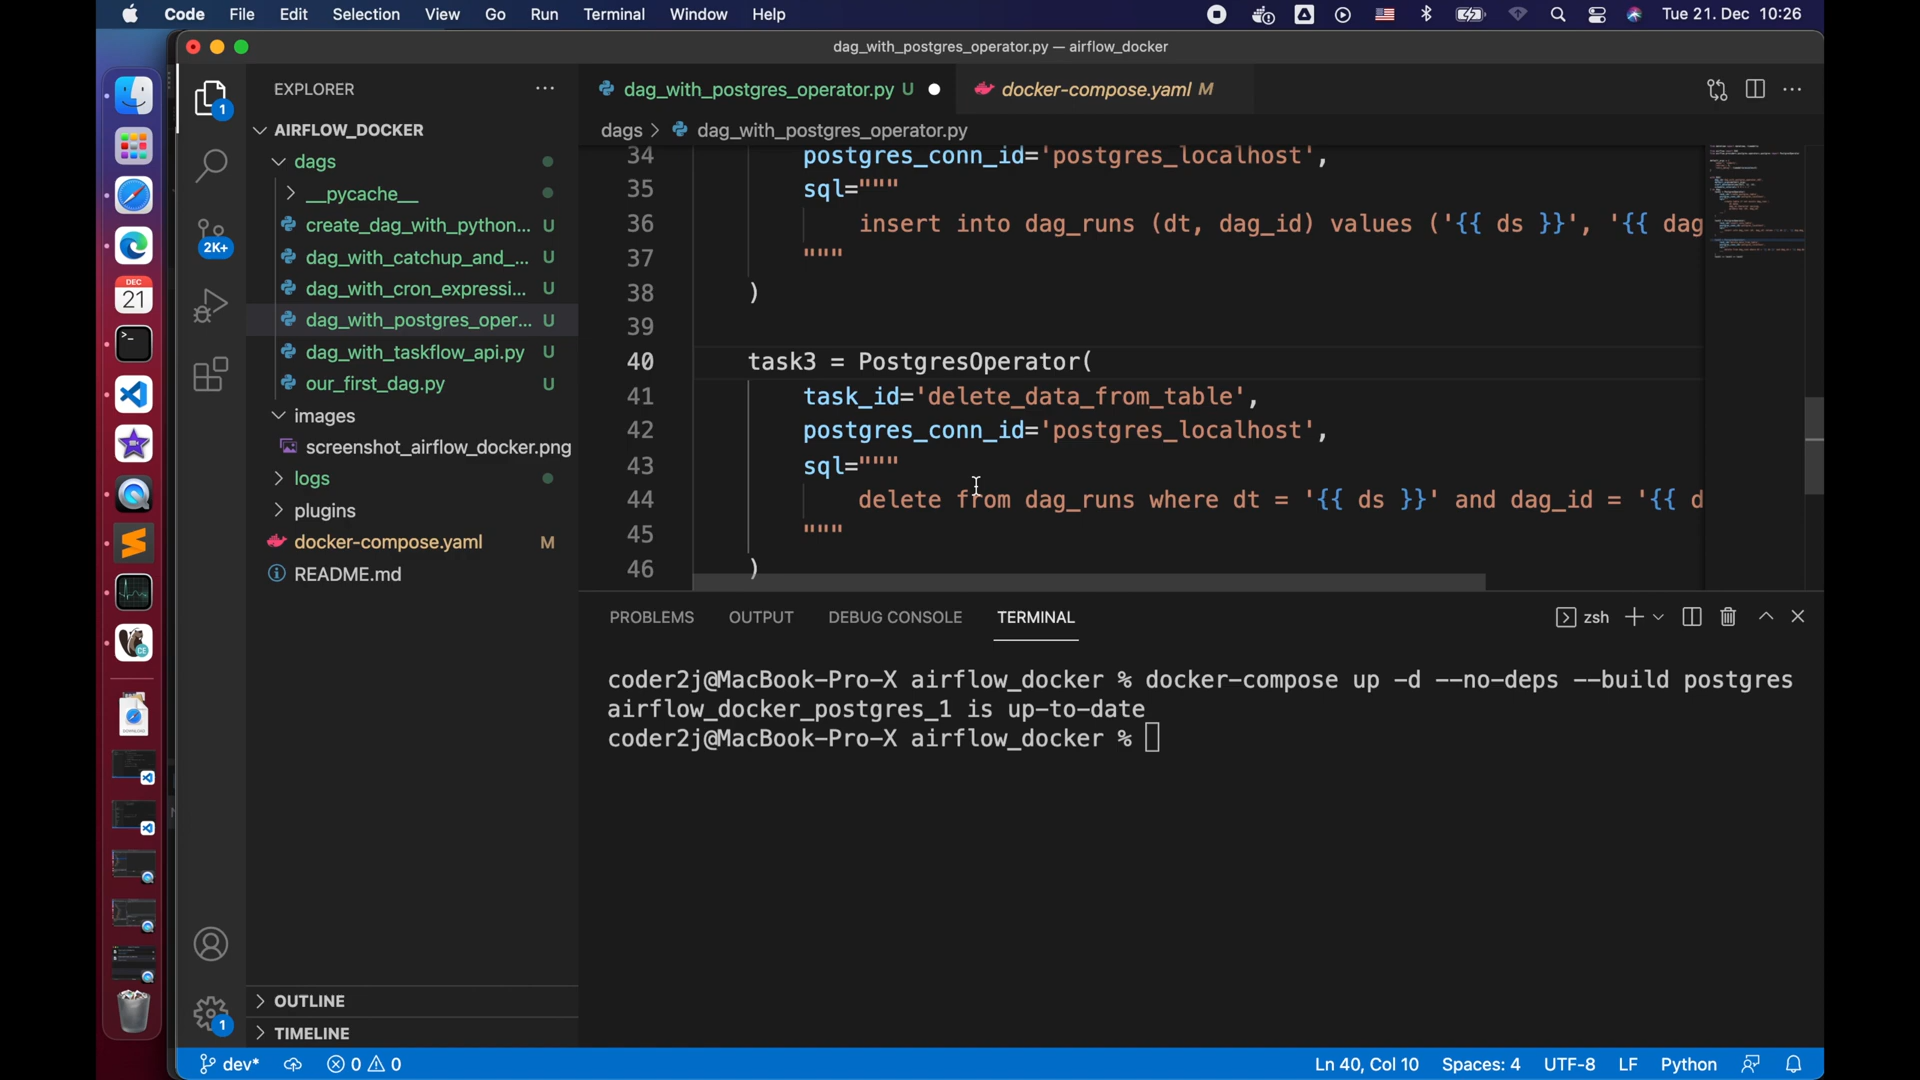 Code File Edit Selection View Go Run Terminal Window Help Tue 21. Dec 10:26
dag_with_postgres_operator.py — airflow_docker
EXPLORER
dag_with_postgres_operator.py U
docker-compose.yaml M
AIRFLOW_DOCKER
dags > dag_with_postgres_operator.py
dags
__pycache__
create_dag_with_python... U
dag_with_catchup_and_... U
dag_with_cron_expressi... U
dag_with_postgres_oper... U
dag_with_taskflow_api.py U
our_first_dag.py U
images
screenshot_airflow_docker.png
logs
plugins
docker-compose.yaml M
README.md
OUTLINE
TIMELINE
1
2K+
1
DEC
21
34 postgres_conn_id='postgres_localhost',
35 sql="""
36 insert into dag_runs (dt, dag_id) values ('{{ ds }}', '{{ dag
37 """
38 )
39
40 task3 = PostgresOperator(
41 task_id='delete_data_from_table',
42 postgres_conn_id='postgres_localhost',
43 sql="""
44 delete from dag_runs where dt = '{{ ds }}' and dag_id = '{{ d
45 """
46 )
PROBLEMS OUTPUT DEBUG CONSOLE TERMINAL zsh
coder2j@MacBook-Pro-X airflow_docker % docker-compose up -d --no-deps --build postgres
airflow_docker_postgres_1 is up-to-date
coder2j@MacBook-Pro-X airflow_docker %
dev* 0 0 Ln 40, Col 10 Spaces: 4 UTF-8 LF Python